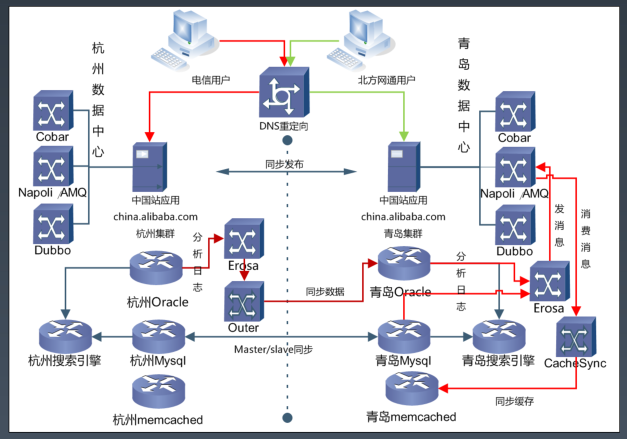 电信用户
北方网通用户
杭州数据中心
青岛数据中心
DNS重定向
Cobar
Cobar
Napoli /AMQ
Napoli /AMQ
同步发布
中国站应用
china.alibaba.com
杭州集群
中国站应用
china.alibaba.com
青岛集群
Dubbo
Dubbo
发消息
消费消息
分析日志
Erosa
分析日志
杭州Oracle
同步数据
青岛Oracle
Outer
Erosa
杭州搜索引擎
杭州Mysql
Master/slave同步
青岛Mysql
青岛搜索引擎
CacheSync
杭州memcached
青岛memcached
同步缓存